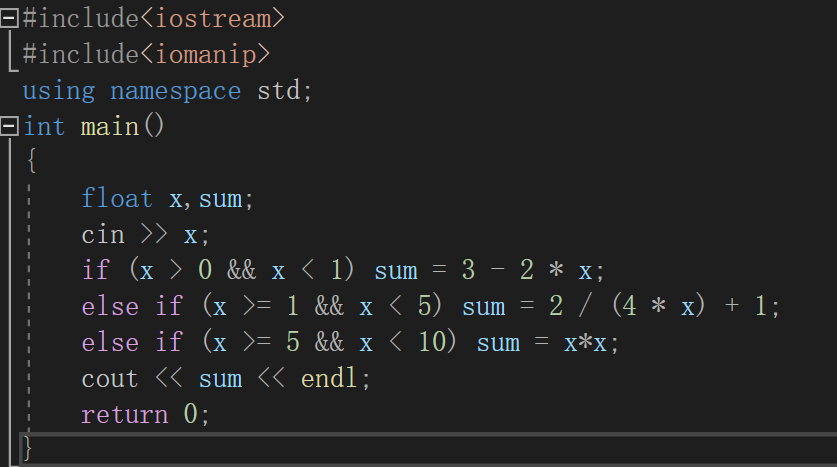 #include<iostream>
#include<iomanip>
using namespace std;
int main()
{
    float x,sum;
    cin >> x;
    if (x > 0 && x < 1) sum = 3 - 2 * x;
    else if (x >= 1 && x < 5) sum = 2 / (4 * x) + 1;
    else if (x >= 5 && x < 10) sum = x*x;
    cout << sum << endl;
    return 0;
}